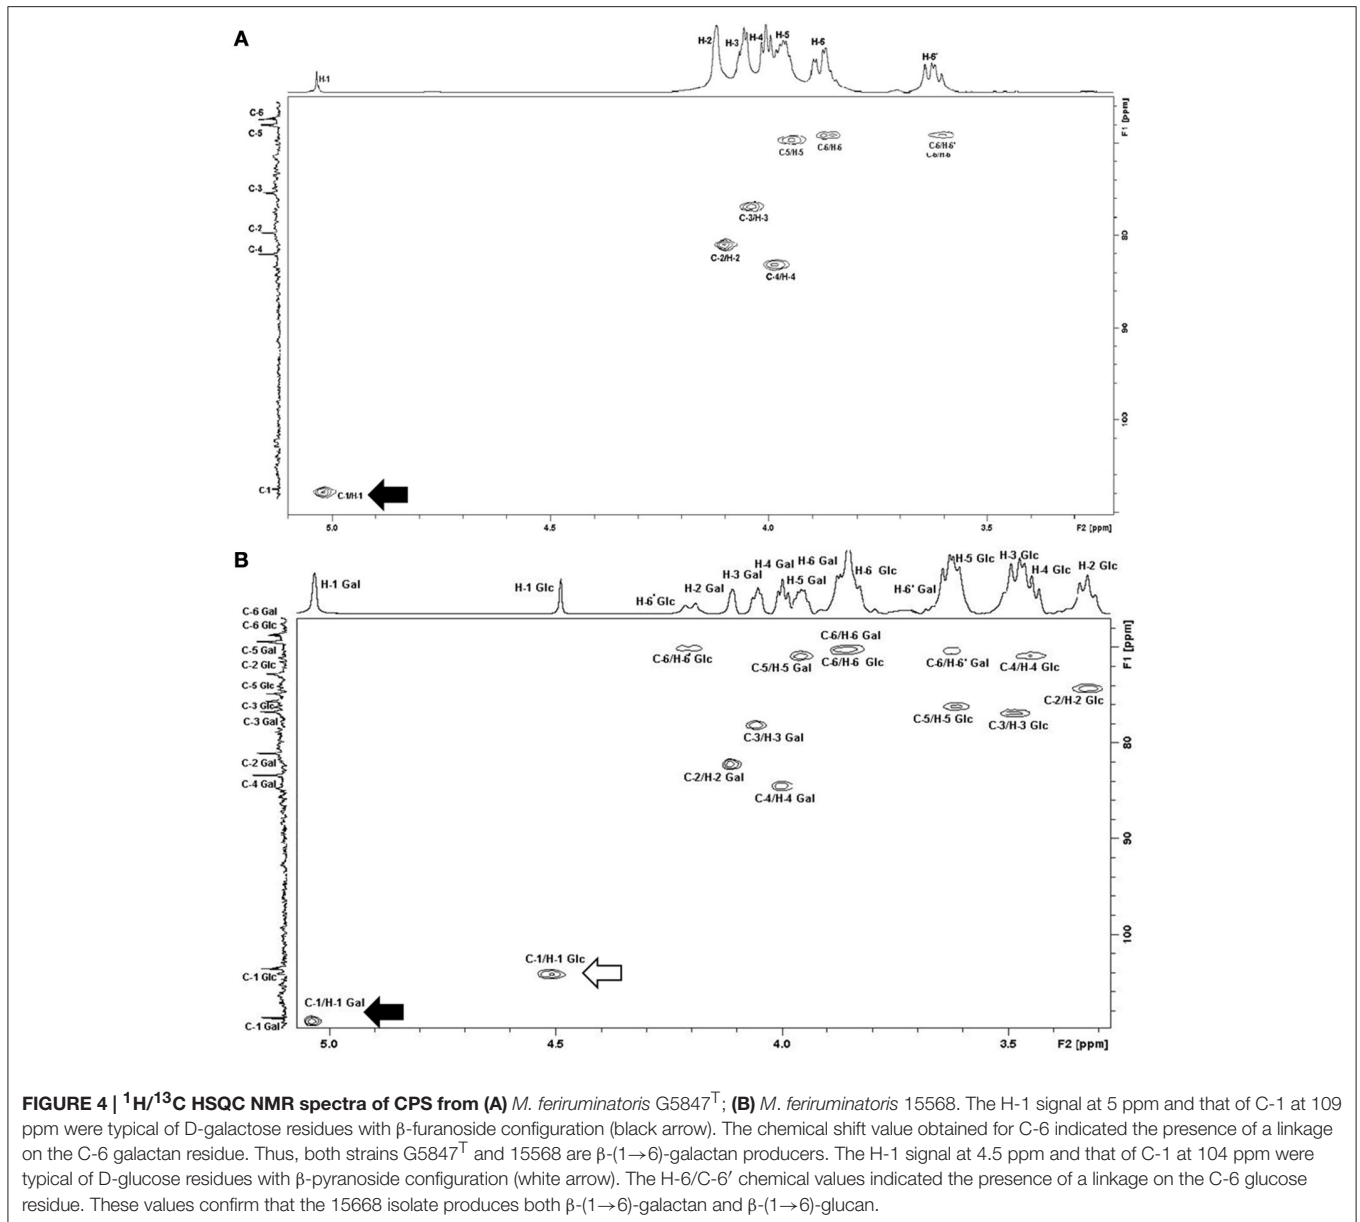 A
H-1
H-2
H-3
H-4
H-5
H-6
H-6'
C-6
C-5
C-3
C-2
C-4
C-1
C-5/H-5
C-6/H-6
C-6/H-6'
C-6/H-6
C-3/H-3
C-2/H-2
C-4/H-4
C-1/H-1
F1 [ppm]
80
90
100
5.0 4.5 4.0 3.5 F2 [ppm]
B
H-1 Gal
H-1 Glc
H-6' Glc
H-2 Gal
H-3 Gal
H-4 Gal
H-5 Gal
H-6 Gal
H-6 Glc
H-6' Gal
H-5 Glc
H-3 Glc
H-4 Glc
H-2 Glc
C-6 Gal
C-6 Glc
C-5 Gal
C-2 Glc
C-5 Glc
C-3 Glc
C-3 Gal
C-2 Gal
C-4 Gal
C-1 Glc
C-1 Gal
C-6/H-6 Glc
C-5/H-5 Gal
C-6/H-6 Gal
C-6/H-6 Glc
C-6/H-6' Gal
C-4/H-4 Glc
C-2/H-2 Glc
C-5/H-5 Glc
C-3/H-3 Glc
C-3/H-3 Gal
C-2/H-2 Gal
C-4/H-4 Gal
C-1/H-1 Glc
C-1/H-1 Gal
F1 [ppm]
80
90
100
5.0 4.5 4.0 3.5 F2 [ppm]
FIGURE 4 | ¹H/¹³C HSQC NMR spectra of CPS from (A) M. feriruminatoris G5847ᵀ; (B) M. feriruminatoris 15568. The H-1 signal at 5 ppm and that of C-1 at 109
ppm were typical of D-galactose residues with β-furanoside configuration (black arrow). The chemical shift value obtained for C-6 indicated the presence of a linkage
on the C-6 galactan residue. Thus, both strains G5847ᵀ and 15568 are β-(1→6)-galactan producers. The H-1 signal at 4.5 ppm and that of C-1 at 104 ppm were
typical of D-glucose residues with β-pyranoside configuration (white arrow). The H-6/C-6′ chemical values indicated the presence of a linkage on the C-6 glucose
residue. These values confirm that the 15668 isolate produces both β-(1→6)-galactan and β-(1→6)-glucan.